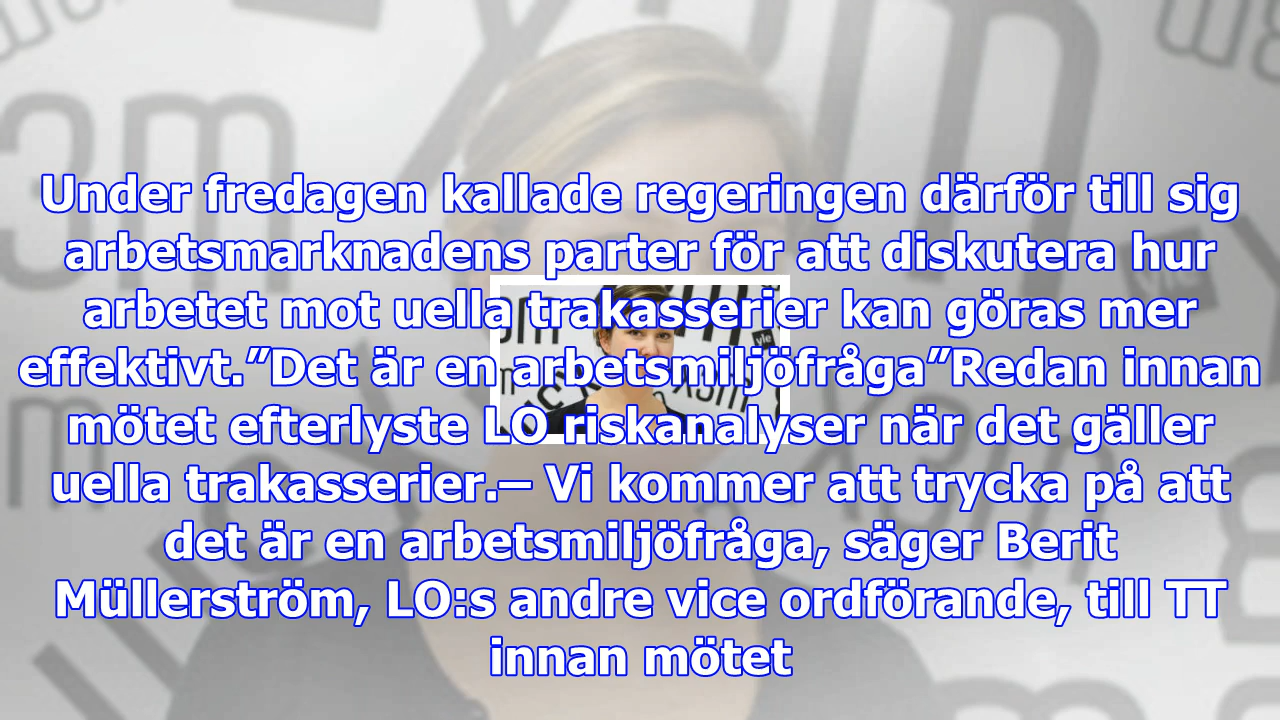 Under fredagen kallade regeringen därför till sig
arbetsmarknadens parter för att diskutera hur
arbetet mot uella trakasserier kan göras mer
effektivt.”Det är en arbetsmiljöfråga”Redan innan
mötet efterlyste LO riskanalyser när det gäller
uella trakasserier.– Vi kommer att trycka på att
det är en arbetsmiljöfråga, säger Berit
Müllerström, LO:s andre vice ordförande, till TT
innan mötet